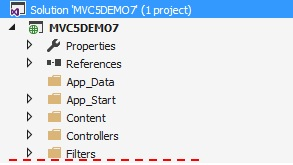 Solution 'MVC5DEMO7' (1 project)
MVC5DEMO7
Properties
References
App_Data
App_Start
Content
Controllers
Filters